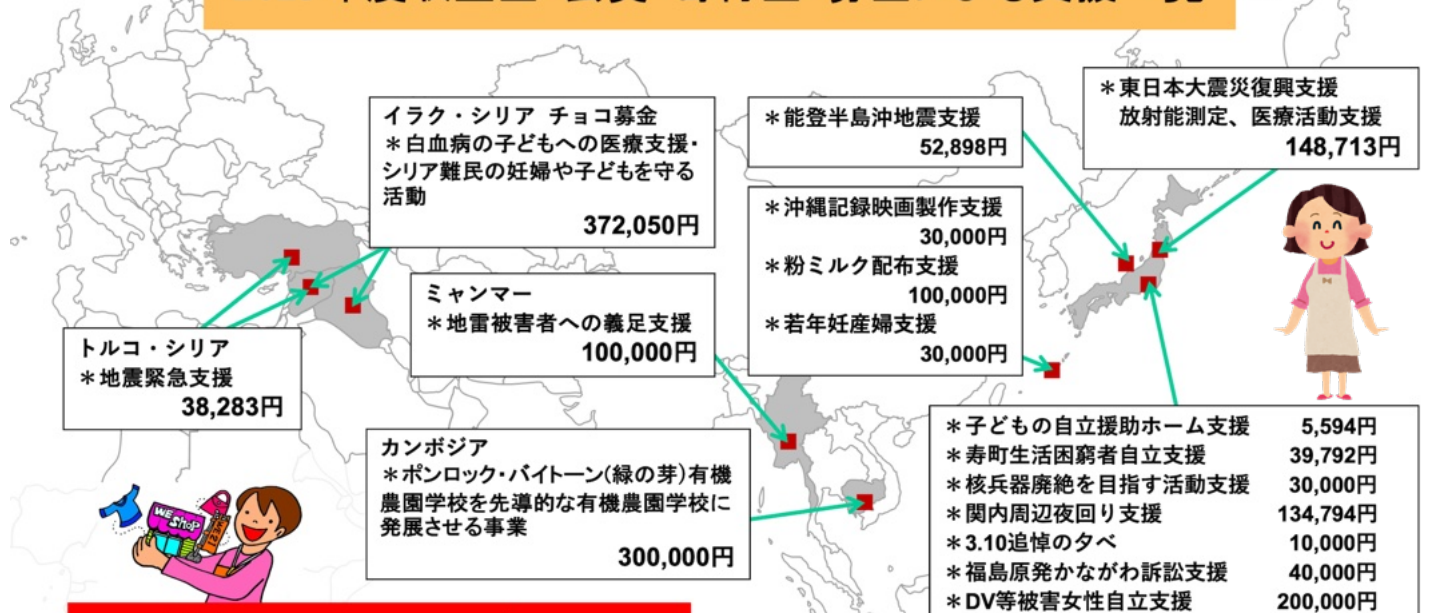 イラク・シリア チョコ募金
＊白血病の子どもへの医療支援・
シリア難民の妊婦や子どもを守る
活動
372,050円
＊能登半島沖地震支援
52,898円
＊東日本大震災復興支援
放射能測定、医療活動支援
148,713円
＊沖縄記録映画製作支援
30,000円
＊粉ミルク配布支援
100,000円
＊若年妊産婦支援
30,000円
ミャンマー
＊地雷被害者への義足支援
100,000円
トルコ・シリア
＊地震緊急支援
38,283円
カンボジア
＊ポンロック・バイトーン(緑の芽)有機
農園学校を先導的な有機農園学校に
発展させる事業
300,000円
＊子どもの自立援助ホーム支援 5,594円
＊寿町生活困窮者自立支援 39,792円
＊核兵器廃絶を目指す活動支援 30,000円
＊関内周辺夜回り支援 134,794円
＊3.10追悼の夕べ 10,000円
＊福島原発かながわ訴訟支援 40,000円
＊DV等被害女性自立支援 200,000円
WE
Shop
WE21